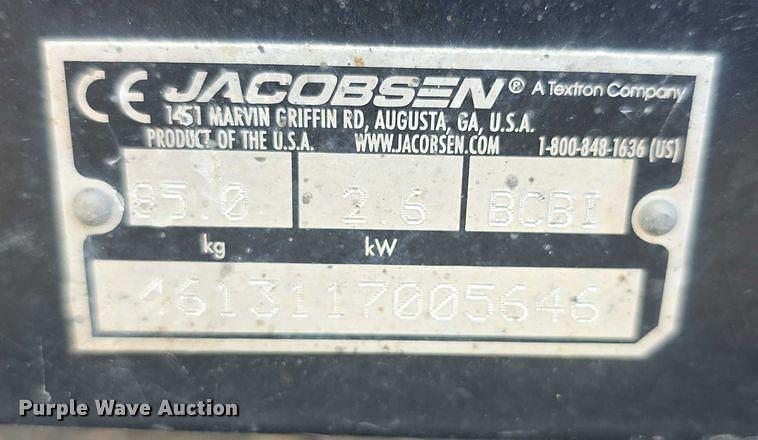 CE JACOBSEN® A Textron Company
1451 MARVIN GRIFFIN RD, AUGUSTA, GA, U.S.A.
PRODUCT OF THE U.S.A. WWW.JACOBSEN.COM 1-800-848-1636 (US)
85.0 2.6 BCBI
kg kW
4613117005646
Purple Wave Auction